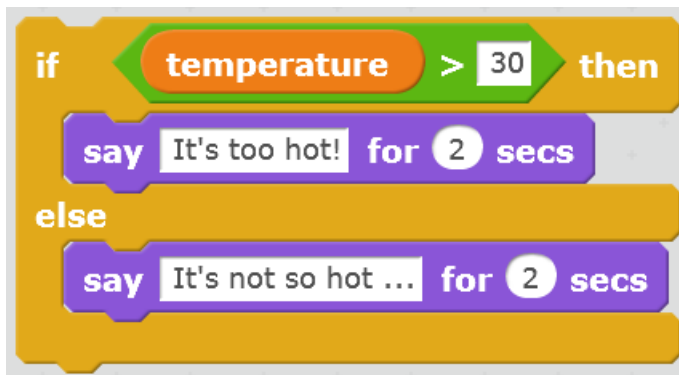 if temperature > 30 then
say It's too hot! for 2 secs
else
say It's not so hot ... for 2 secs